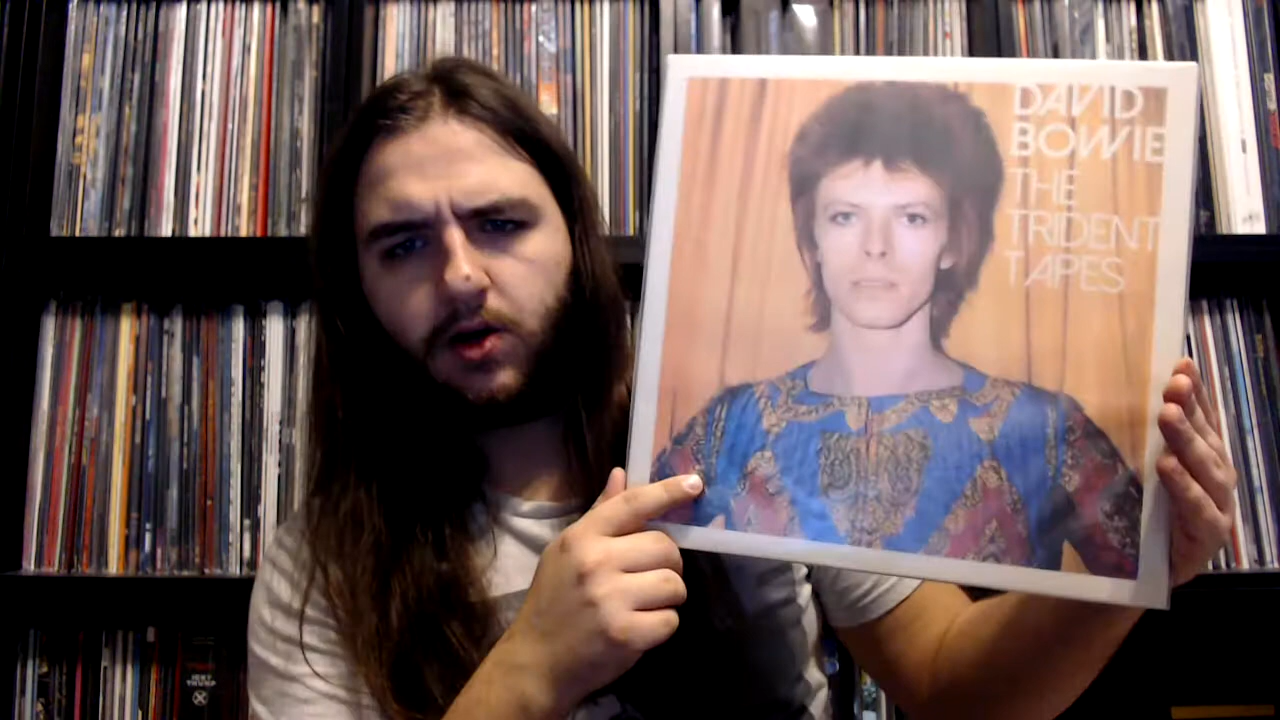 DAVID
BOWIE
THE
TRIDENT
TAPES